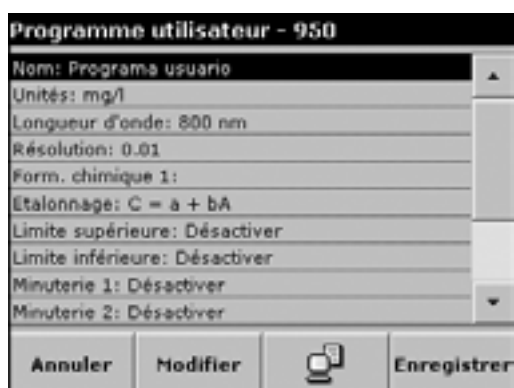 Programme utilisateur - 950
Nom: Programa usuario
Unités: mg/l
Longueur d'onde: 800 nm
Résolution: 0.01
Form. chimique 1:
Etalonnage: C = a + bA
Limite supérieure: Désactiver
Limite inférieure: Désactiver
Minuterie 1: Désactiver
Minuterie 2: Désactiver
Annuler Modifier Enregistrer